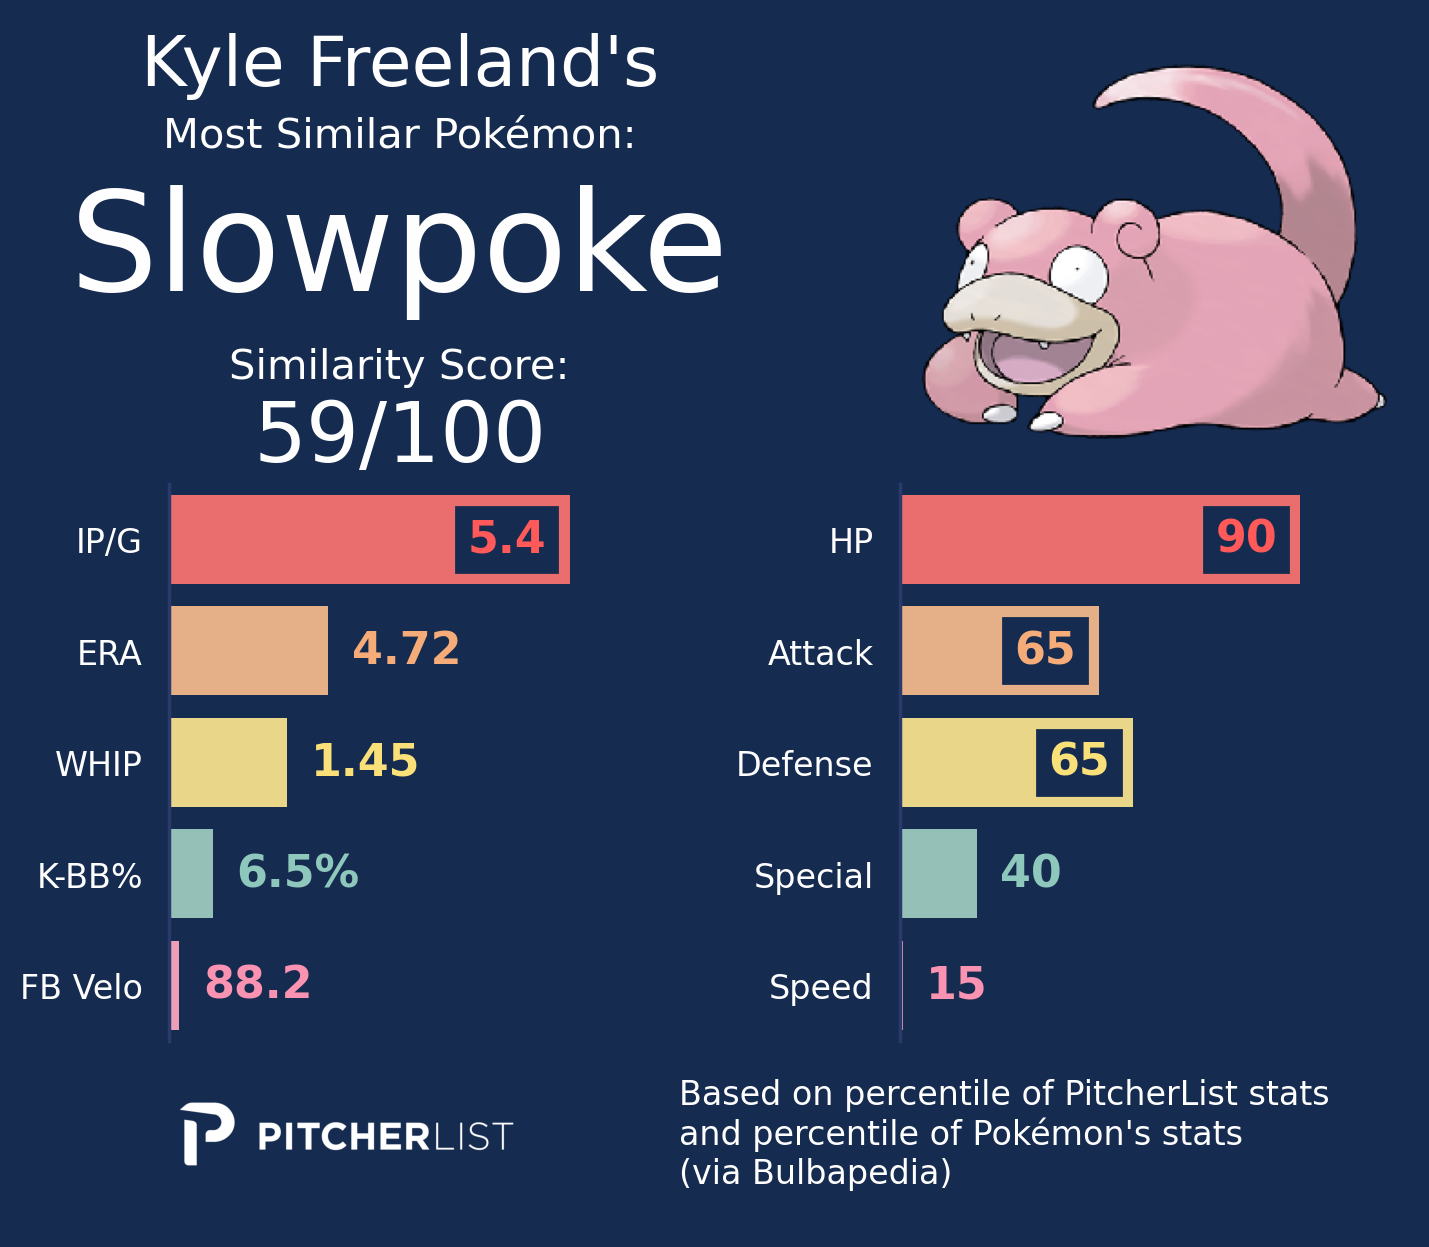 Kyle Freeland's
Most Similar Pokémon:
Slowpoke
Similarity Score:
59/100
IP/G 5.4
ERA 4.72
WHIP 1.45
K-BB% 6.5%
FB Velo 88.2
HP 90
Attack 65
Defense 65
Special 40
Speed 15
PITCHERLIST
Based on percentile of PitcherList stats
and percentile of Pokémon's stats
(via Bulbapedia)